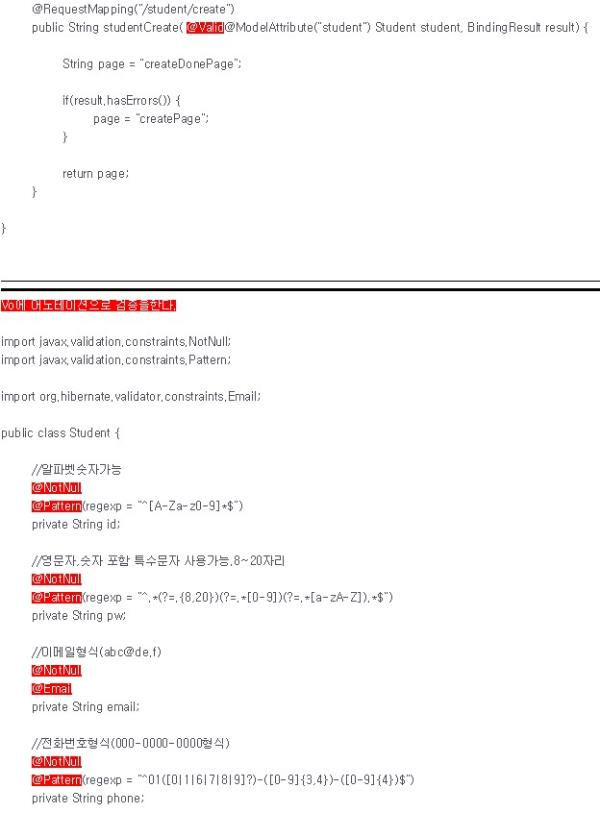 @RequestMapping("/student/create")
public String studentCreate( @Valid@ModelAttribute("student") Student student, BindingResult result) {
String page = "createDonePage";
if(result.hasErrors()) {
page = "createPage";
}
return page;
}
}
Vo에 어노테이션으로 검증을한다.
import javax.validation.constraints.NotNull;
import javax.validation.constraints.Pattern;
import org.hibernate.validator.constraints.Email;
public class Student {
//알파벳숫자가능
@NotNull
@Pattern(regexp = "^[A-Za-z0-9]*$")
private String id;
//영문자,숫자 포함 특수문자 사용가능,8~20자리
@NotNull
@Pattern(regexp = "^.*(?=.{8,20})(?=.*[0-9])(?=.*[a-zA-Z]).*$")
private String pw;
//이메일형식(abc@de.f)
@NotNull
@Email
private String email;
//전화번호형식(000-0000-0000형식)
@NotNull
@Pattern(regexp = "^01([0|1|6|7|8|9]?)-([0-9]{3,4})-([0-9]{4})$")
private String phone;